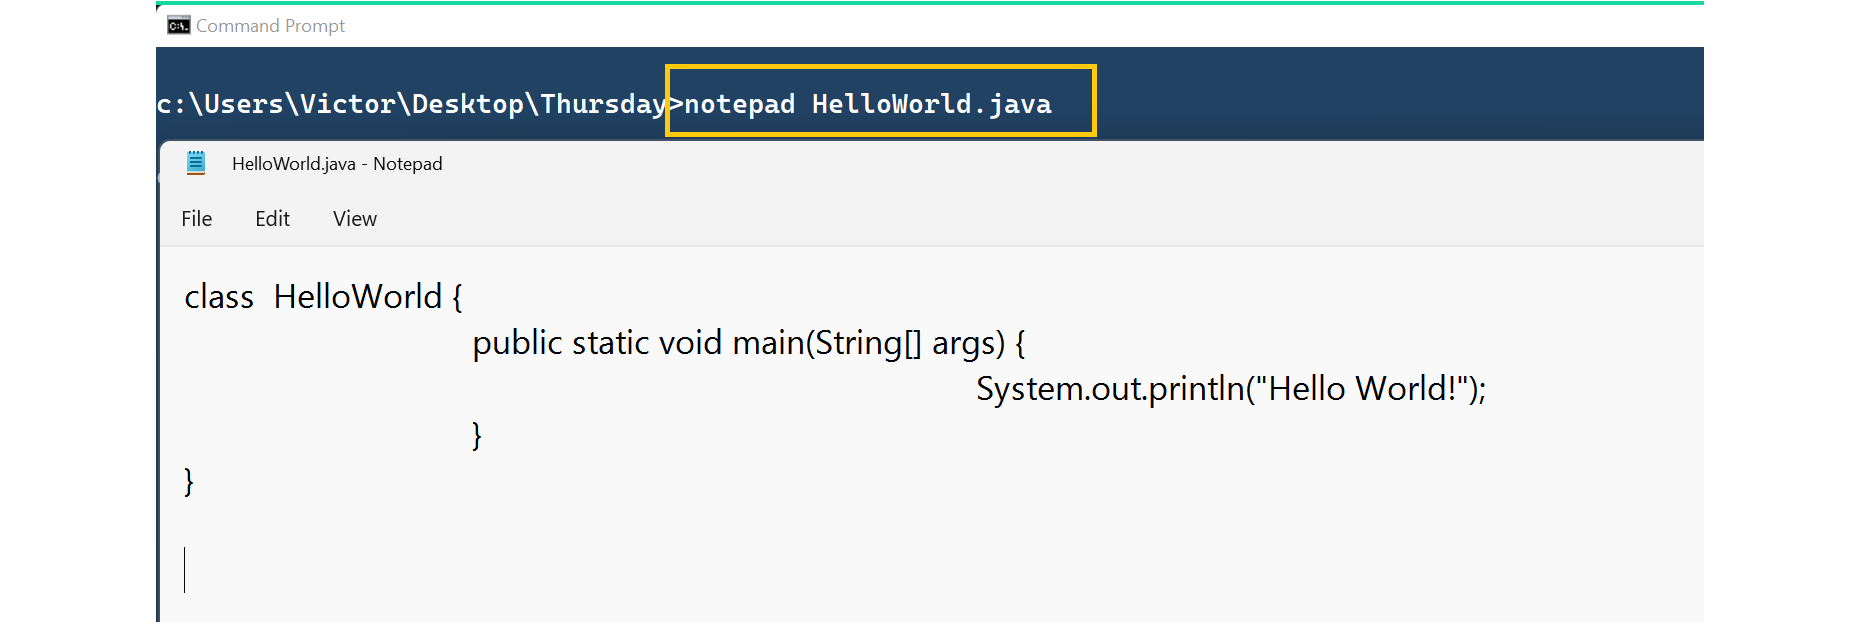 Command Prompt
c:\Users\Victor\Desktop\Thursday>notepad HelloWorld.java
HelloWorld.java - Notepad
File Edit View
class HelloWorld {
public static void main(String[] args) {
System.out.println("Hello World!");
}
}